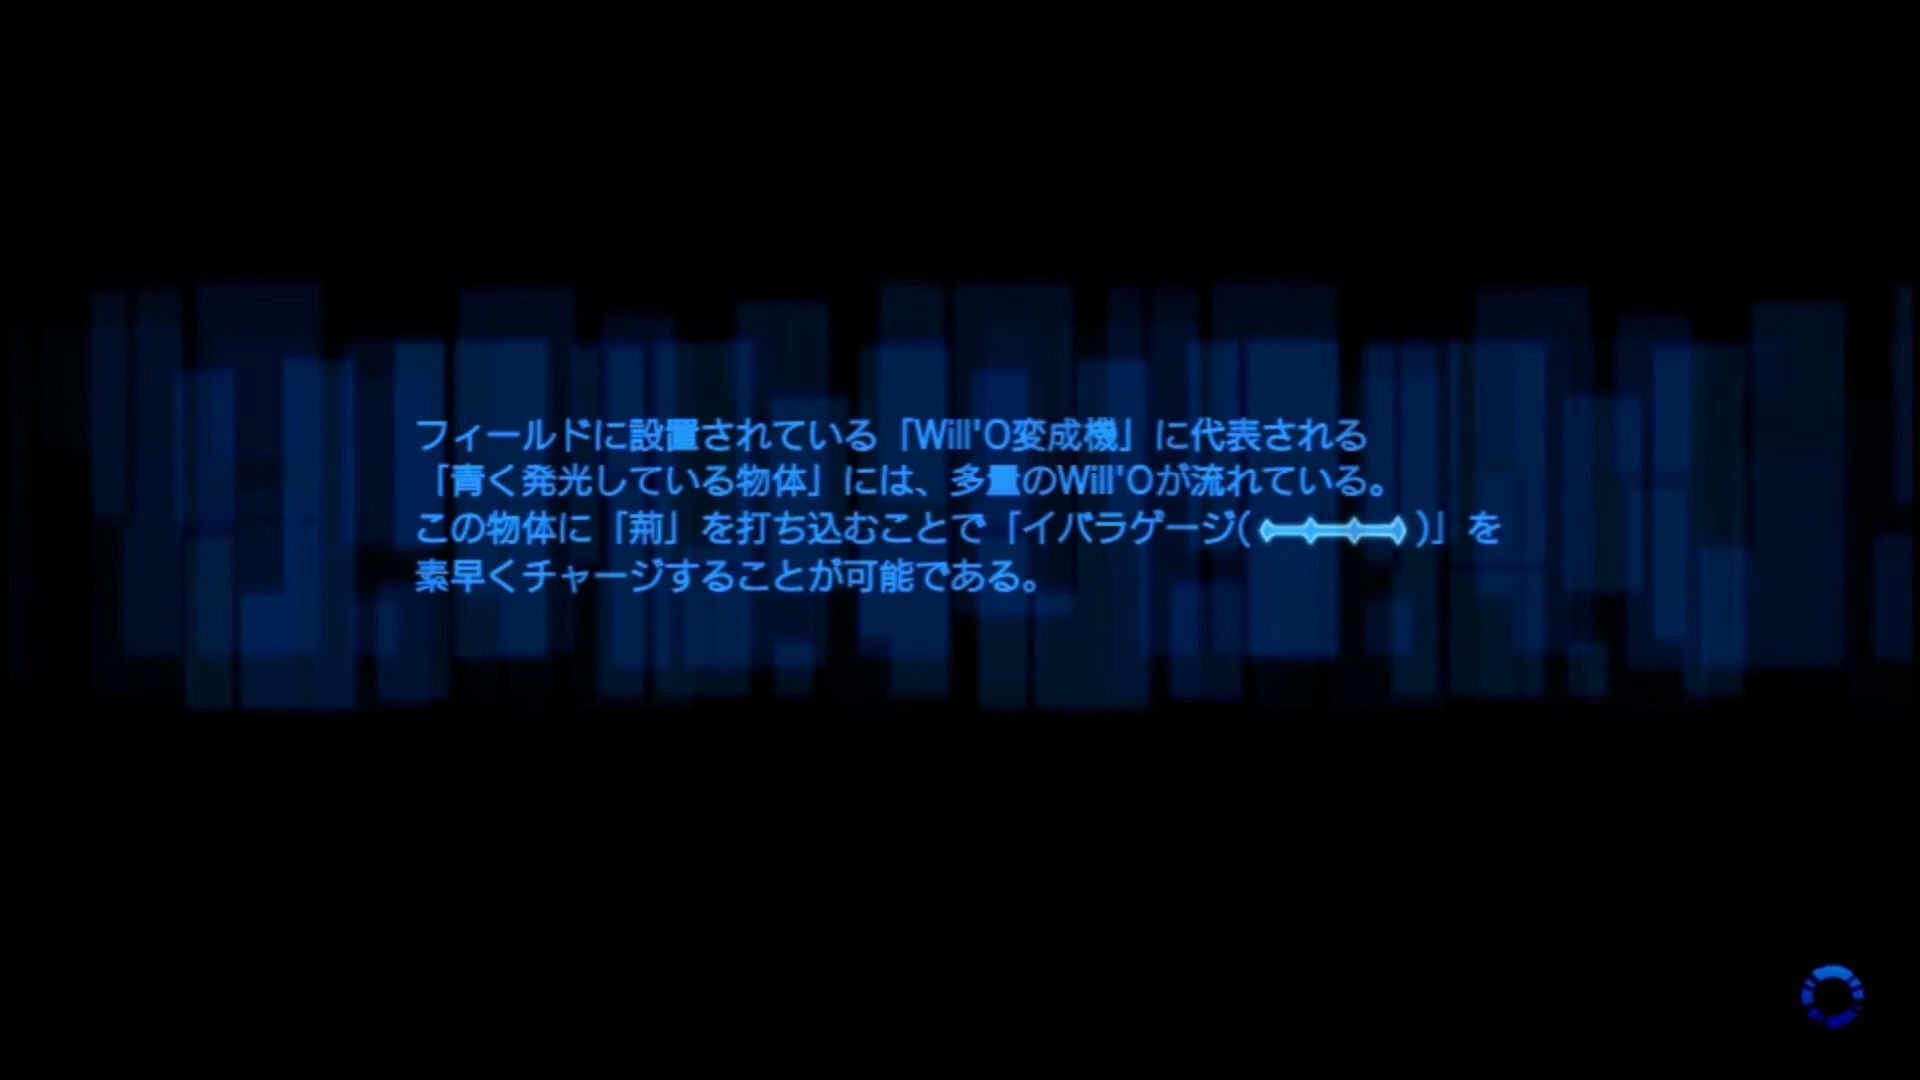 フィールドに設置されている「Will'O変成機」に代表される
「青く発光している物体」には、多量のWill'Oが流れている。
この物体に「荊」を打ち込むことで「イバラゲージ( )」を
素早くチャージすることが可能である。